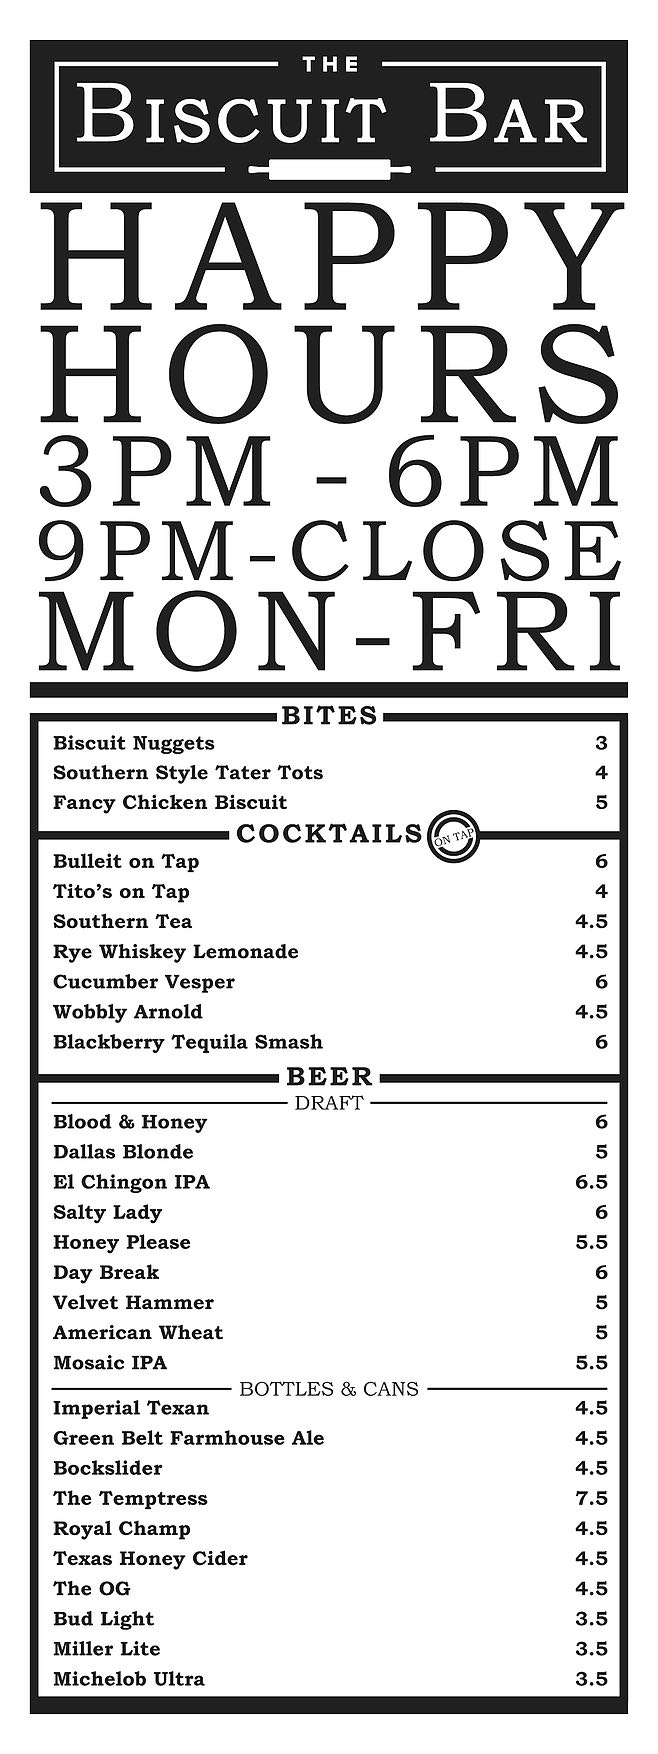 THE
BISCUIT BAR
HAPPY
HOURS
3PM - 6PM
9PM-CLOSE
MON-FRI
BITES
Biscuit Nuggets 3
Southern Style Tater Tots 4
Fancy Chicken Biscuit 5
COCKTAILS ON TAP
Bulleit on Tap 6
Tito's on Tap 4
Southern Tea 4.5
Rye Whiskey Lemonade 4.5
Cucumber Vesper 6
Wobbly Arnold 4.5
Blackberry Tequila Smash 6
BEER
DRAFT
Blood & Honey 6
Dallas Blonde 5
El Chingon IPA 6.5
Salty Lady 6
Honey Please 5.5
Day Break 6
Velvet Hammer 5
American Wheat 5
Mosaic IPA 5.5
BOTTLES & CANS
Imperial Texan 4.5
Green Belt Farmhouse Ale 4.5
Bockslider 4.5
The Temptress 7.5
Royal Champ 4.5
Texas Honey Cider 4.5
The OG 4.5
Bud Light 3.5
Miller Lite 3.5
Michelob Ultra 3.5